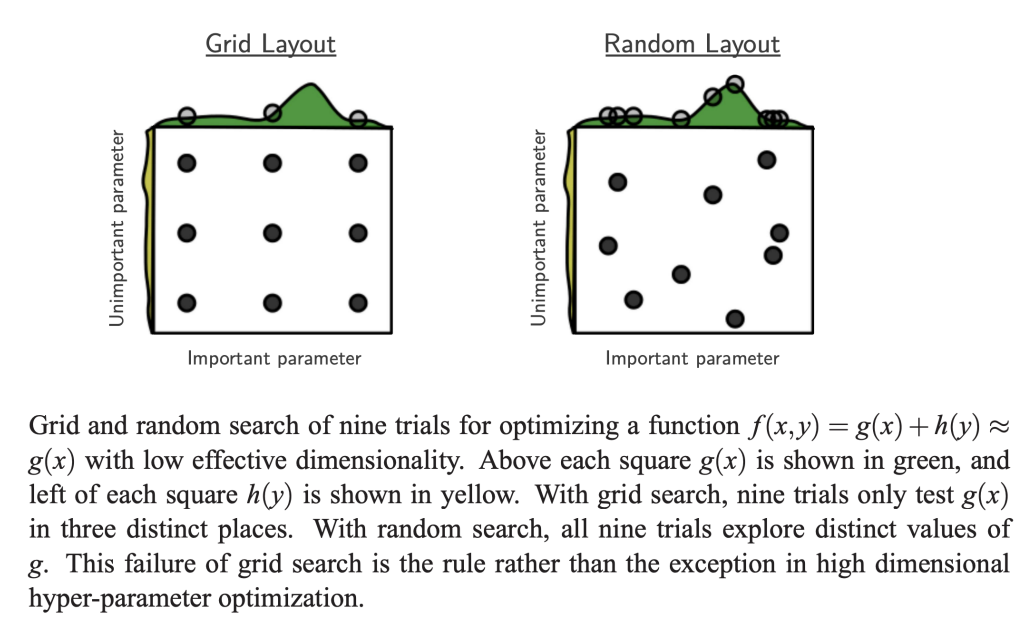 Grid Layout
Unimportant parameter
Important parameter
Random Layout
Unimportant parameter
Important parameter
Grid and random search of nine trials for optimizing a function f(x,y) = g(x) + h(y) ≈
g(x) with low effective dimensionality. Above each square g(x) is shown in green, and
left of each square h(y) is shown in yellow. With grid search, nine trials only test g(x)
in three distinct places. With random search, all nine trials explore distinct values of
g. This failure of grid search is the rule rather than the exception in high dimensional
hyper-parameter optimization.